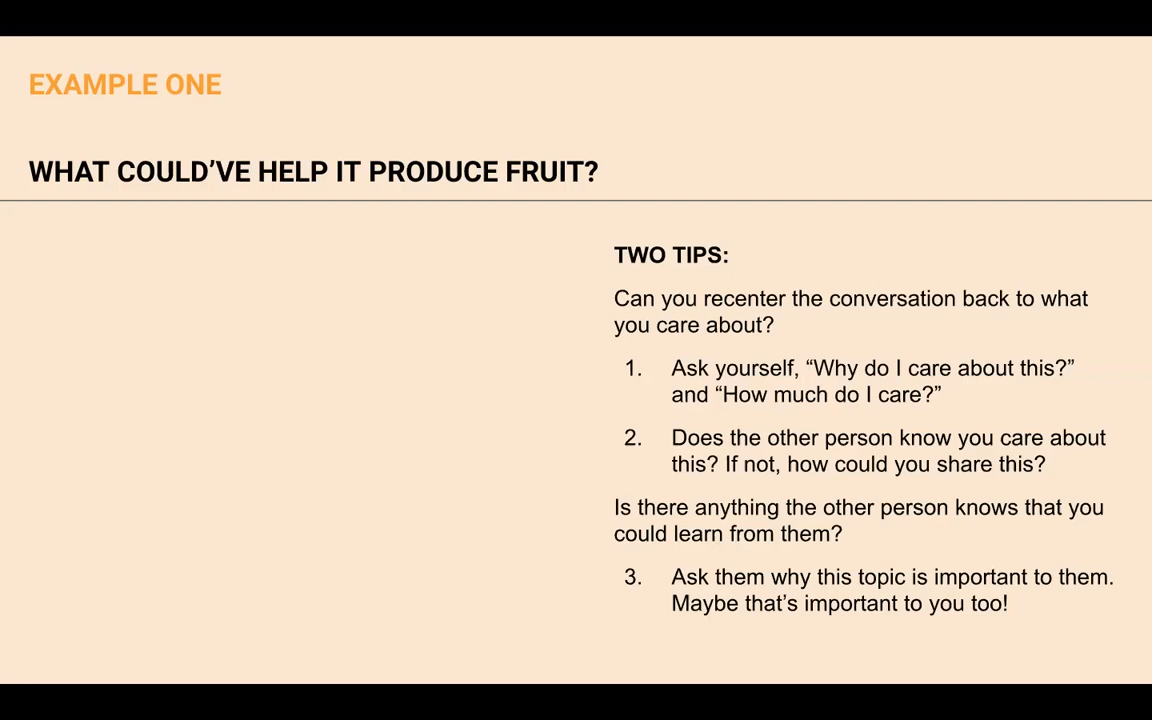 EXAMPLE ONE
WHAT COULD’VE HELP IT PRODUCE FRUIT?
TWO TIPS:
Can you recenter the conversation back to what
you care about?
1. Ask yourself, “Why do I care about this?”
and “How much do I care?”
2. Does the other person know you care about
this? If not, how could you share this?
Is there anything the other person knows that you
could learn from them?
3. Ask them why this topic is important to them.
Maybe that’s important to you too!